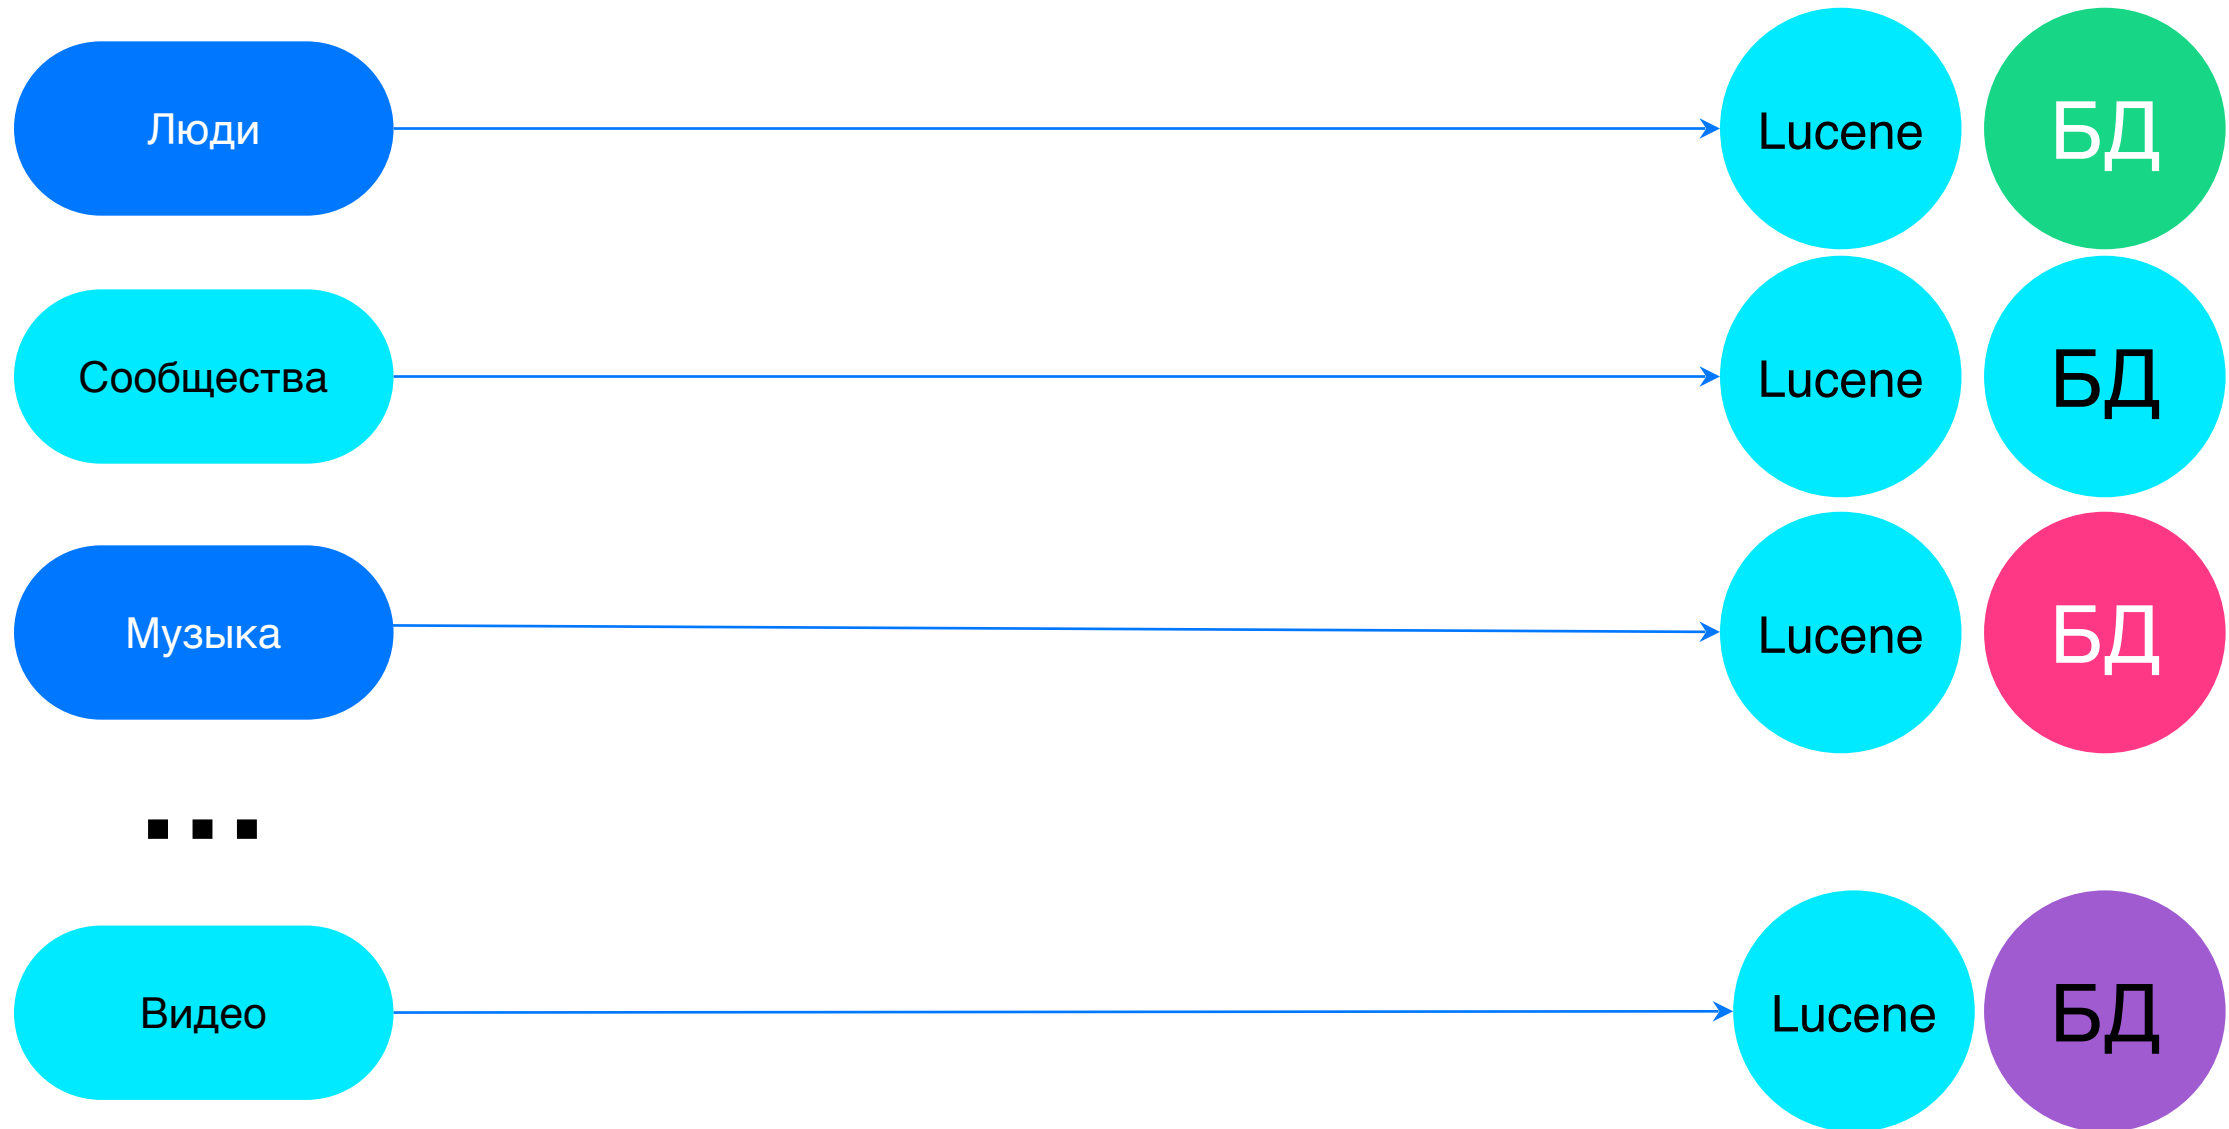 Люди
Lucene
БД
Сообщества
Lucene
БД
Музыка
Lucene
БД
...
Видео
Lucene
БД